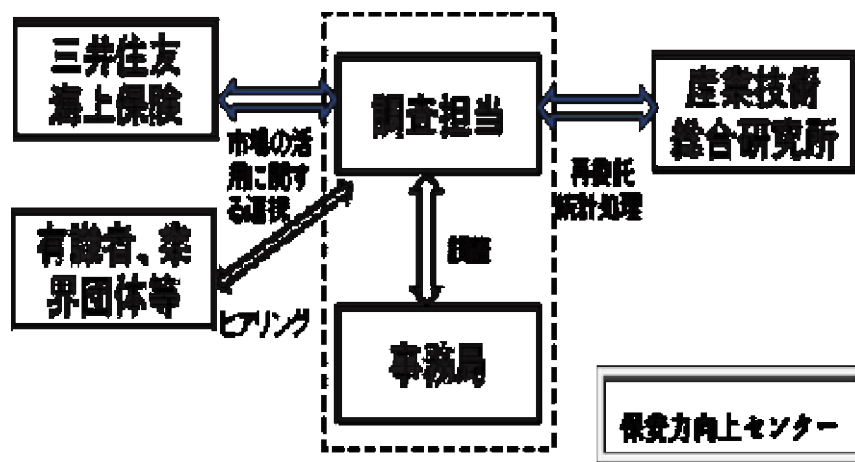 三井住友
海上保険
調査担当
産業技術
総合研究所
市場の活
用に関す
る連携
再委託
統計処理
有識者、業
界団体等
調整
ヒアリング
事務局
保安力向上センター